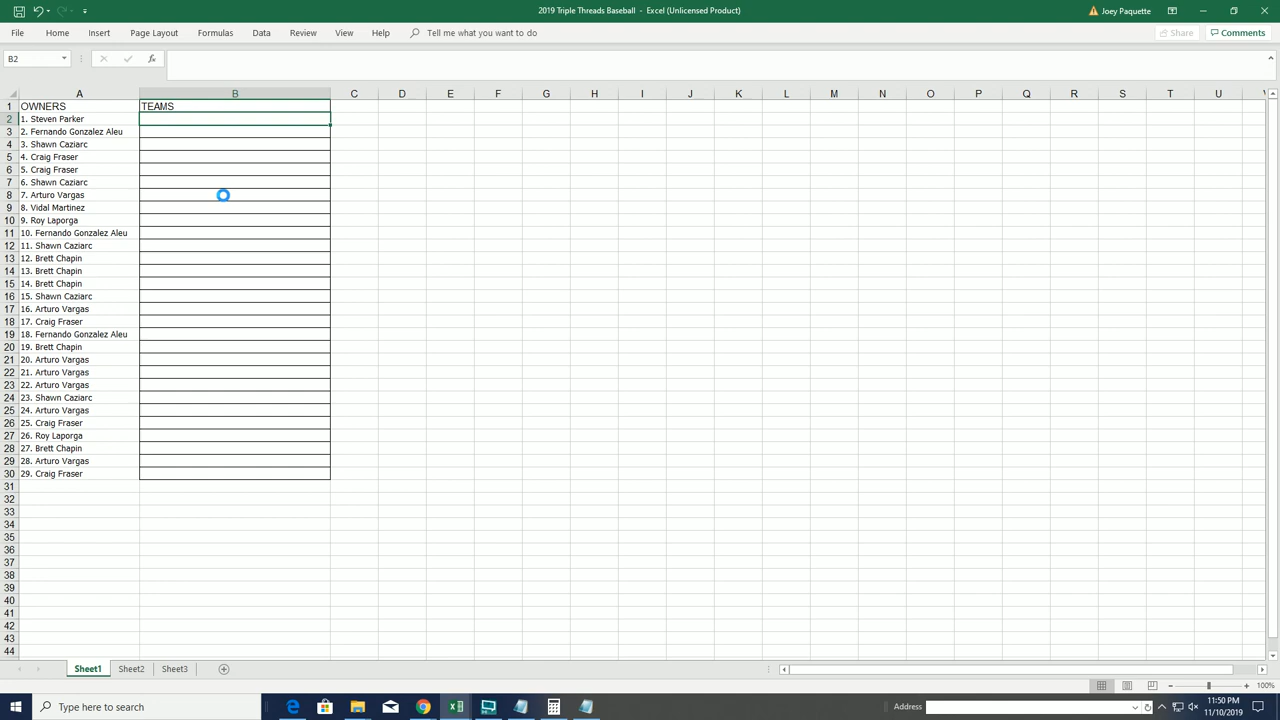 2019 Triple Threads Baseball - Excel (Unlicensed Product)
Joey Paquette
File Home Insert Page Layout Formulas Data Review View Help Tell me what you want to do
Share Comments
B2 fx
A B C D E F G H I J K L M N O P Q R S T U
1 OWNERS TEAMS
2 1. Steven Parker
3 2. Fernando Gonzalez Aleu
4 3. Shawn Caziarc
5 4. Craig Fraser
6 5. Craig Fraser
7 6. Shawn Caziarc
8 7. Arturo Vargas
9 8. Vidal Martinez
10 9. Roy Laporga
11 10. Fernando Gonzalez Aleu
12 11. Shawn Caziarc
13 12. Brett Chapin
14 13. Brett Chapin
15 14. Brett Chapin
16 15. Shawn Caziarc
17 16. Arturo Vargas
18 17. Craig Fraser
19 18. Fernando Gonzalez Aleu
20 19. Brett Chapin
21 20. Arturo Vargas
22 21. Arturo Vargas
23 22. Arturo Vargas
24 23. Shawn Caziarc
25 24. Arturo Vargas
26 25. Craig Fraser
27 26. Roy Laporga
28 27. Brett Chapin
29 28. Arturo Vargas
30 29. Craig Fraser
31
32
33
34
35
36
37
38
39
40
41
42
43
44
Sheet1 Sheet2 Sheet3
100%
Type here to search
Address
11:50 PM
11/10/2019